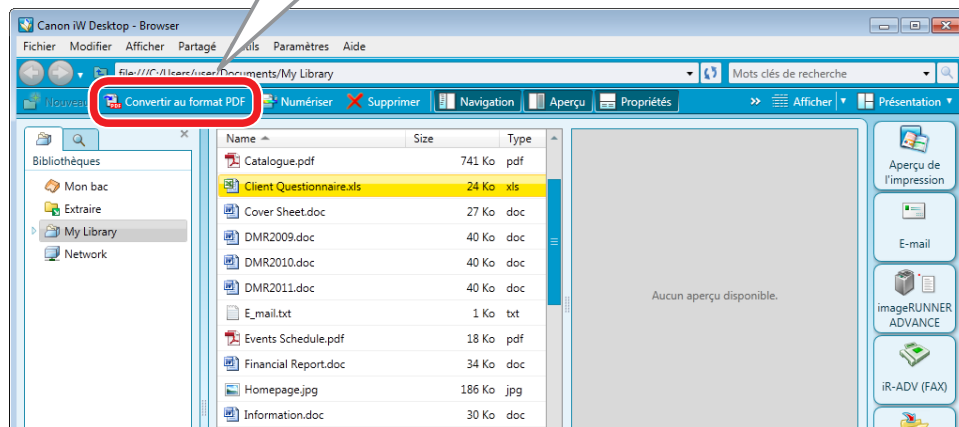 Canon iW Desktop - Browser
Fichier Modifier Afficher Partagé Paramètres Aide
file:///C:/Users/user/Documents/My Library Mots clés de recherche
Nouveau Convertir au format PDF Numériser Supprimer Navigation Aperçu Propriétés » Afficher Présentation
Bibliothèques
Mon bac
Extraire
My Library
Network
Name Size Type
Catalogue.pdf 741 Ko pdf
Client Questionnaire.xls 24 Ko xls
Cover Sheet.doc 27 Ko doc
DMR2009.doc 40 Ko doc
DMR2010.doc 40 Ko doc
DMR2011.doc 40 Ko doc
E_mail.txt 1 Ko txt
Events Schedule.pdf 18 Ko pdf
Financial Report.doc 34 Ko doc
Homepage.jpg 186 Ko jpg
Information.doc 30 Ko doc
Aucun aperçu disponible.
Aperçu de
l'impression
E-mail
imageRUNNER
ADVANCE
iR-ADV (FAX)